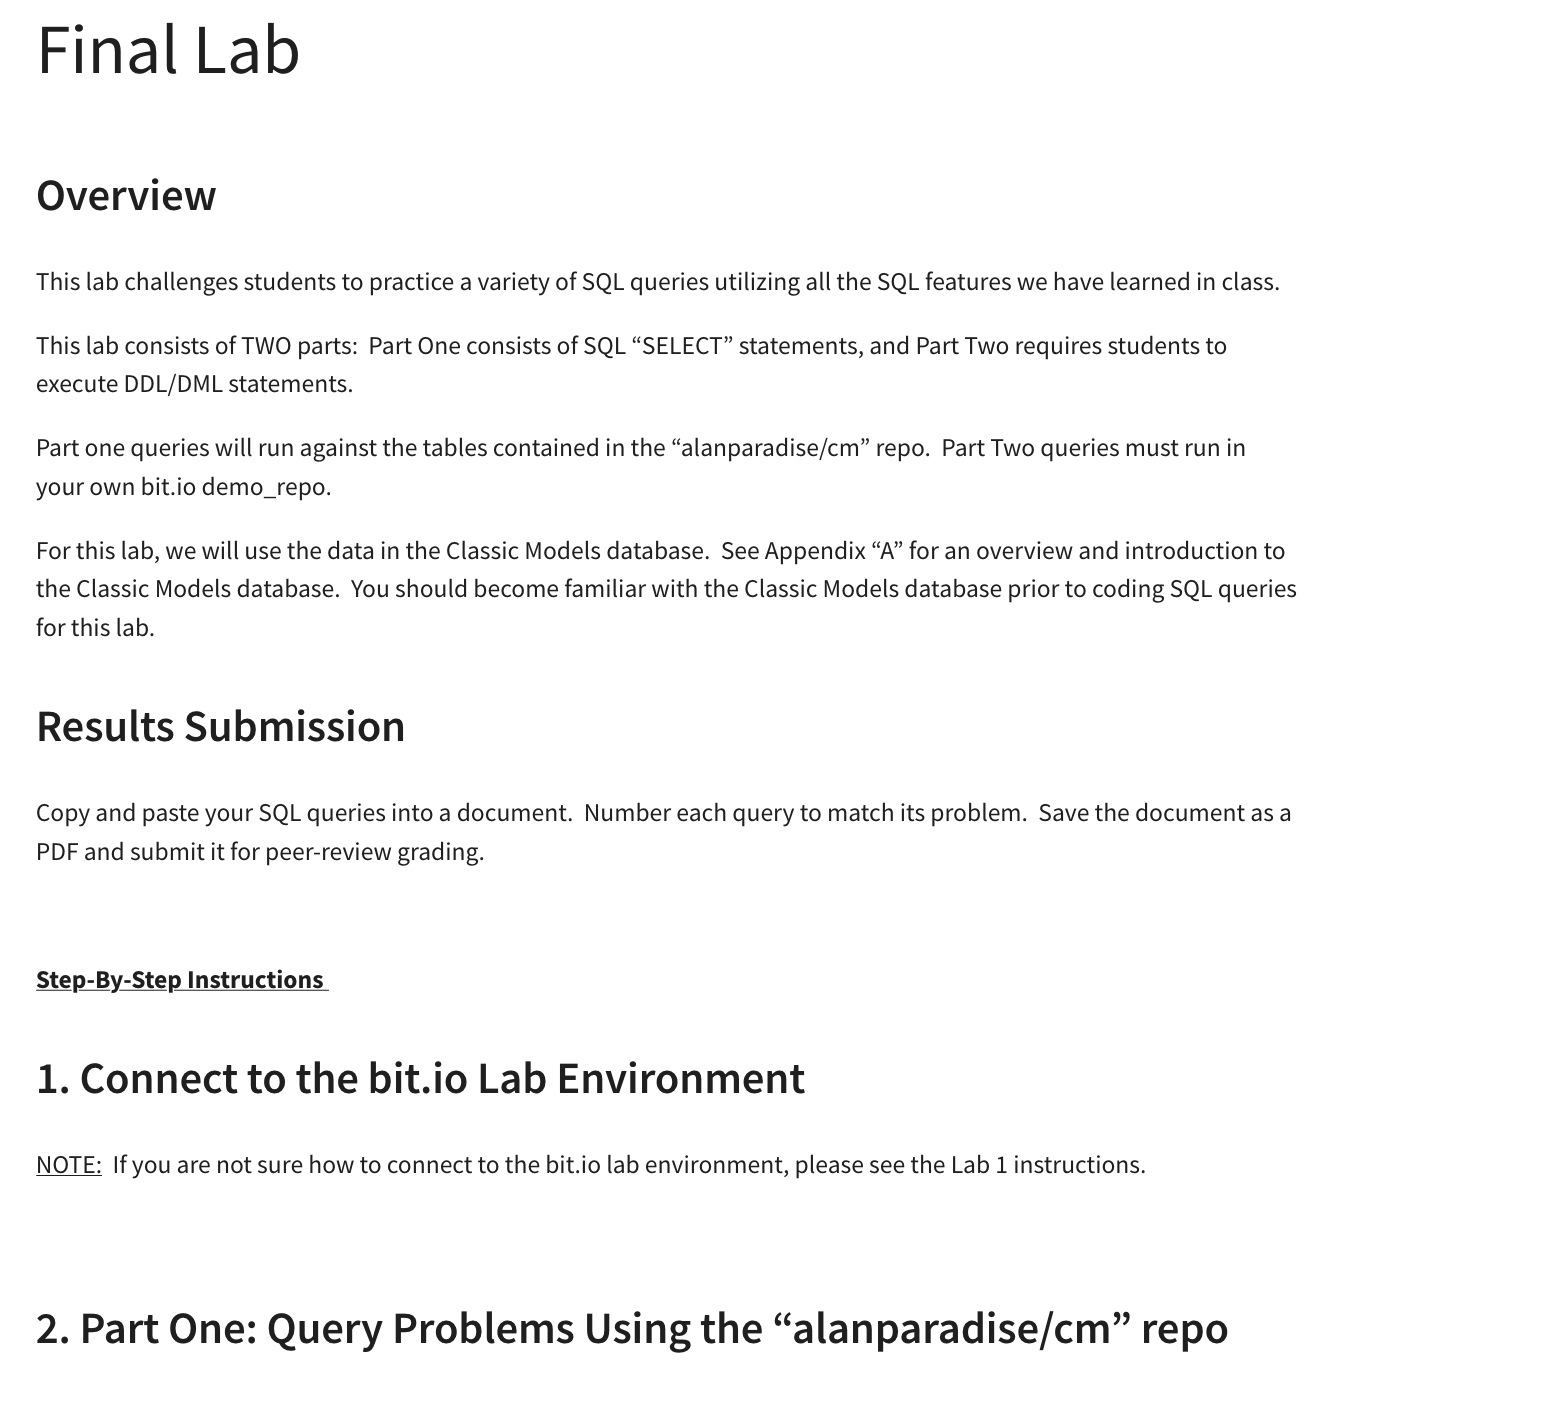 Final Lab
Overview
This lab challenges students to practice a variety of SQL queries utilizing all the SQL features we have learned in class.
This lab consists of TWO parts:  Part One consists of SQL “SELECT” statements, and Part Two requires students to
execute DDL/DML statements.
Part one queries will run against the tables contained in the “alanparadise/cm” repo.  Part Two queries must run in
your own bit.io demo_repo.
For this lab, we will use the data in the Classic Models database.  See Appendix “A” for an overview and introduction to
the Classic Models database.  You should become familiar with the Classic Models database prior to coding SQL queries
for this lab.
Results Submission
Copy and paste your SQL queries into a document.  Number each query to match its problem.  Save the document as a
PDF and submit it for peer-review grading.
Step-By-Step Instructions
1. Connect to the bit.io Lab Environment
NOTE:  If you are not sure how to connect to the bit.io lab environment, please see the Lab 1 instructions.
2. Part One: Query Problems Using the “alanparadise/cm” repo